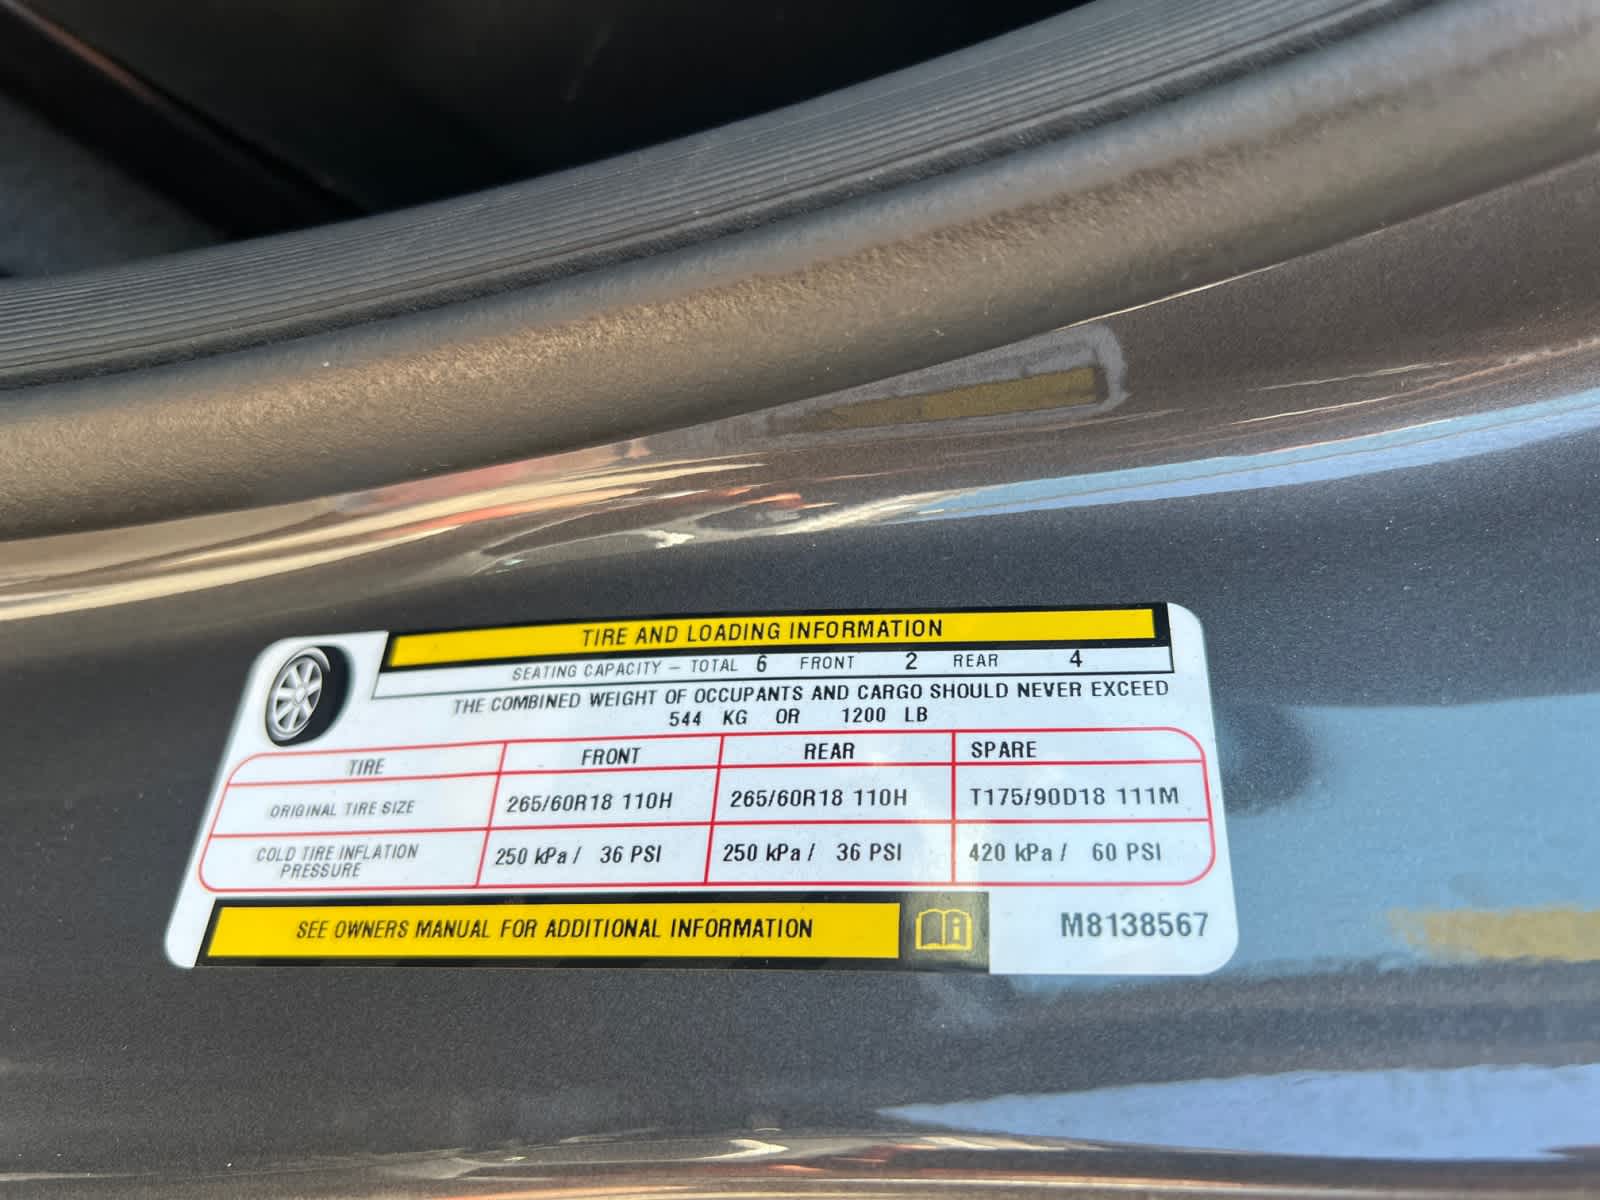 TIRE AND LOADING INFORMATION
SEATING CAPACITY – TOTAL 6 FRONT 2 REAR 4
THE COMBINED WEIGHT OF OCCUPANTS AND CARGO SHOULD NEVER EXCEED
544 KG OR 1200 LB
TIRE FRONT REAR SPARE
ORIGINAL TIRE SIZE 265/60R18 110H 265/60R18 110H T175/90D18 111M
COLD TIRE INFLATION
PRESSURE 250 kPa / 36 PSI 250 kPa / 36 PSI 420 kPa / 60 PSI
SEE OWNERS MANUAL FOR ADDITIONAL INFORMATION
M8138567